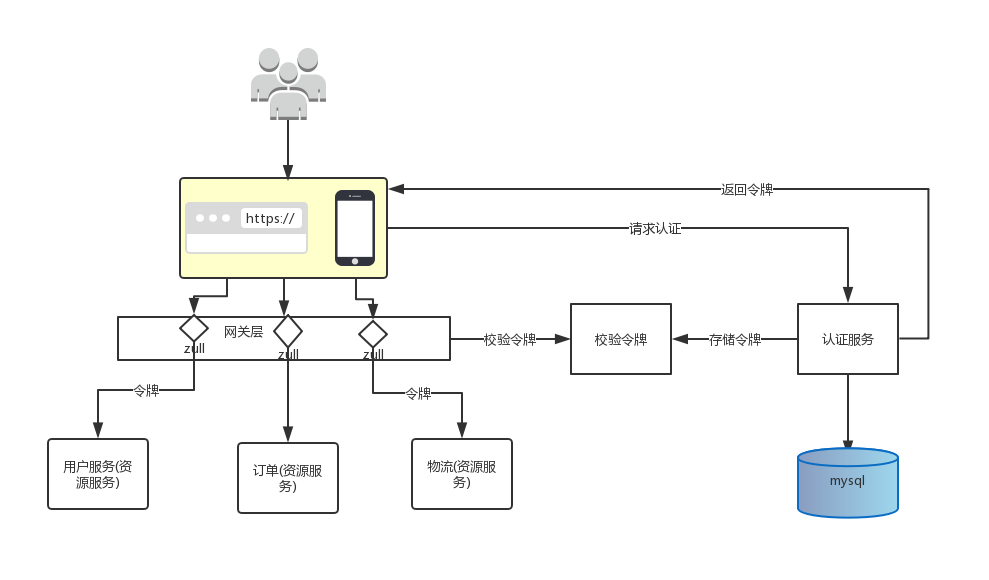 返回令牌
https://
请求认证
网关层
zull
zull
zull
校验令牌
校验令牌
存储令牌
认证服务
令牌
令牌
用户服务(资
源服务)
订单(资源服
务)
物流(资源服
务)
mysql